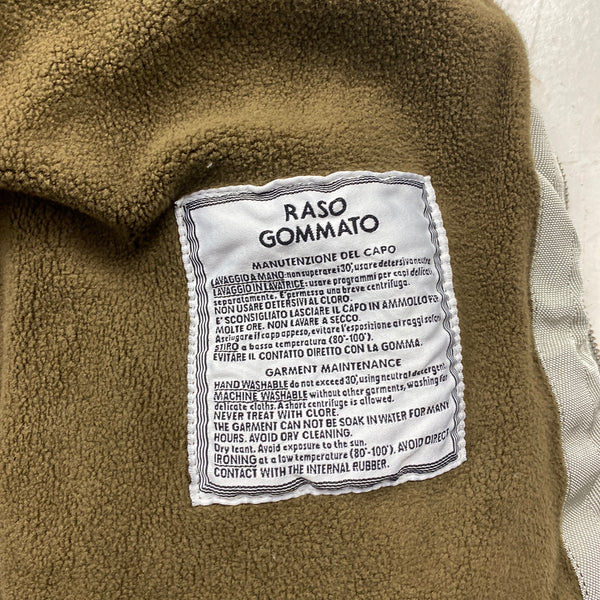 RASO
GOMMATO
MANUTENZIONE DEL CAPO
LAVAGGIO A MANO: non superare i 30°, usare detersivo neutro
LAVAGGIO IN LAVATRICE: usare programmi per capi delicati,
separatamente. E' permessa una breve centrifuga.
NON USARE DETERSIVI AL CLORO.
E' SCONSIGLIATO LASCIARE IL CAPO IN AMMOLLO PER
MOLTE ORE. NON LAVARE A SECCO.
Asciugare il capo appeso, evitare l'esposizione ai raggi solari.
STIRO a bassa temperatura (80°-100°).
EVITARE IL CONTATTO DIRETTO CON LA GOMMA.
GARMENT MAINTENANCE
HAND WASHABLE do not exceed 30°, using neutral detergent.
MACHINE WASHABLE without other garments, washing for
delicate cloths. A short centrifuge is allowed.
NEVER TREAT WITH CLORE.
THE GARMENT CAN NOT BE SOAK IN WATER FOR MANY
HOURS. AVOID DRY CLEANING.
Dry teant. Avoid exposure to the sun.
IRONING at a low temperature (80°-100°). AVOID DIRECT
CONTACT WITH THE INTERNAL RUBBER.